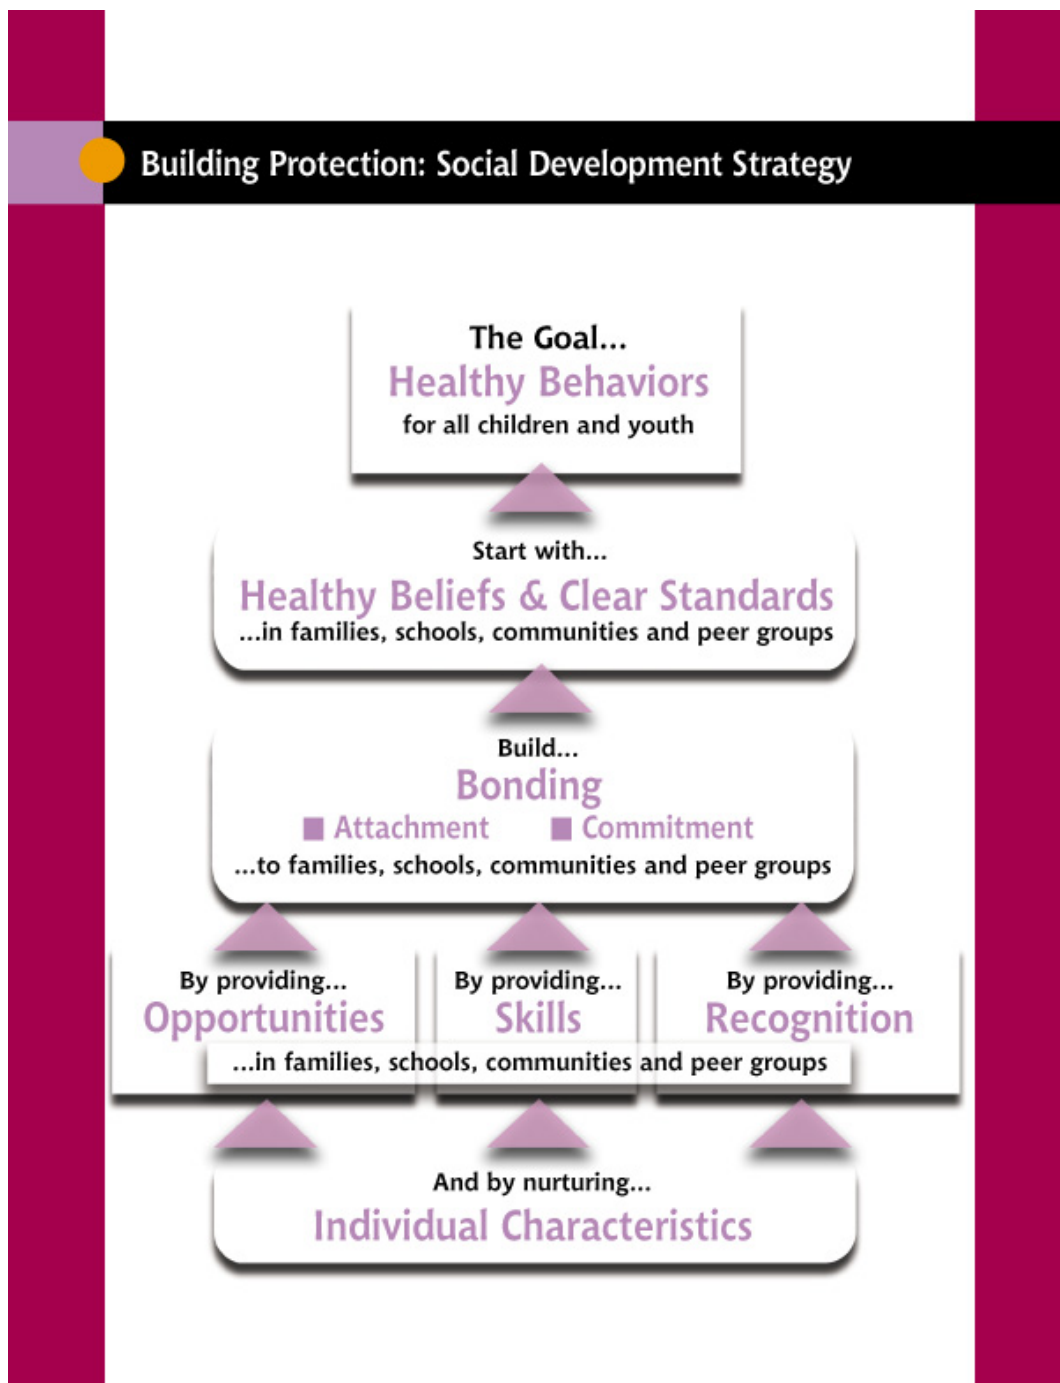 Building Protection: Social Development Strategy
The Goal...
Healthy Behaviors
for all children and youth
Start with...
Healthy Beliefs & Clear Standards
...in families, schools, communities and peer groups
Build...
Bonding
Attachment Commitment
...to families, schools, communities and peer groups
By providing... By providing... By providing...
Opportunities Skills Recognition
...in families, schools, communities and peer groups
And by nurturing...
Individual Characteristics